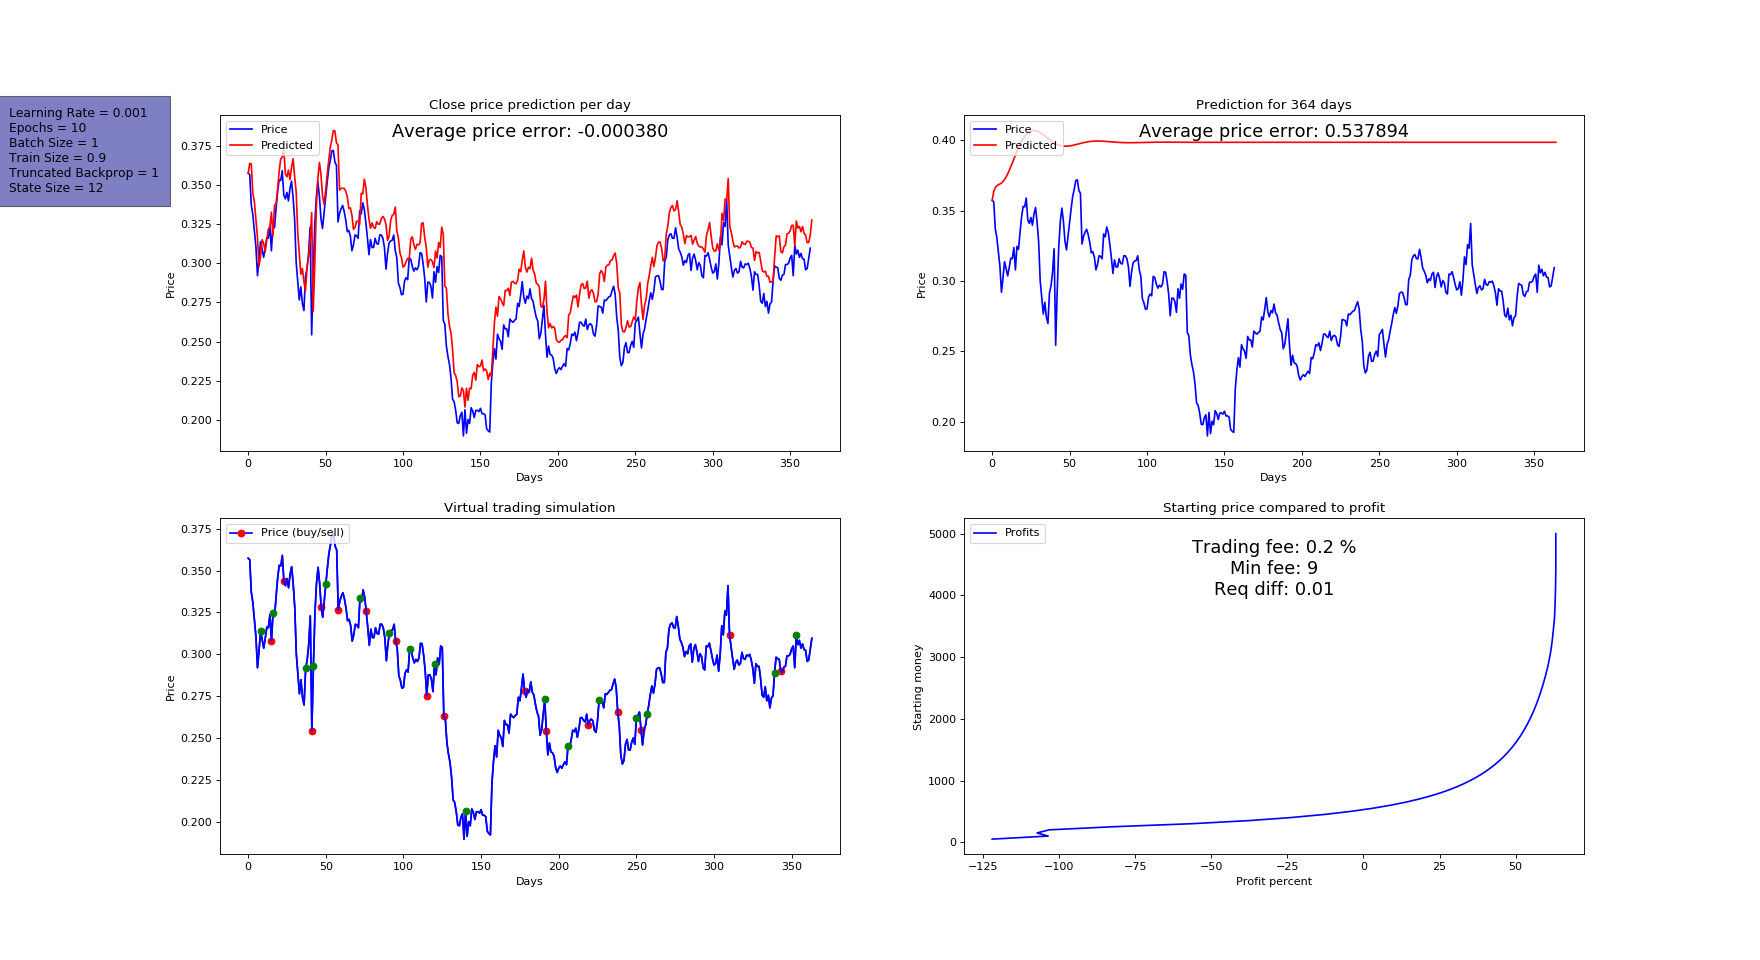 Learning Rate = 0.001
Epochs = 10
Batch Size = 1
Train Size = 0.9
Truncated Backprop = 1
State Size = 12
Close price prediction per day
Average price error: -0.000380
Price
Predicted
0.375
0.350
0.325
0.300
0.275
0.250
0.225
0.200
Price
0 50 100 150 200 250 300 350
Days
Prediction for 364 days
Average price error: 0.537894
Price
Predicted
0.40
0.35
0.30
0.25
0.20
Price
0 50 100 150 200 250 300 350
Days
Virtual trading simulation
Price (buy/sell)
0.375
0.350
0.325
0.300
0.275
0.250
0.225
0.200
Price
0 50 100 150 200 250 300 350
Days
Starting price compared to profit
Profits
Trading fee: 0.2 %
Min fee: 9
Req diff: 0.01
5000
4000
3000
2000
1000
0
Starting money
−125 −100 −75 −50 −25 0 25 50
Profit percent